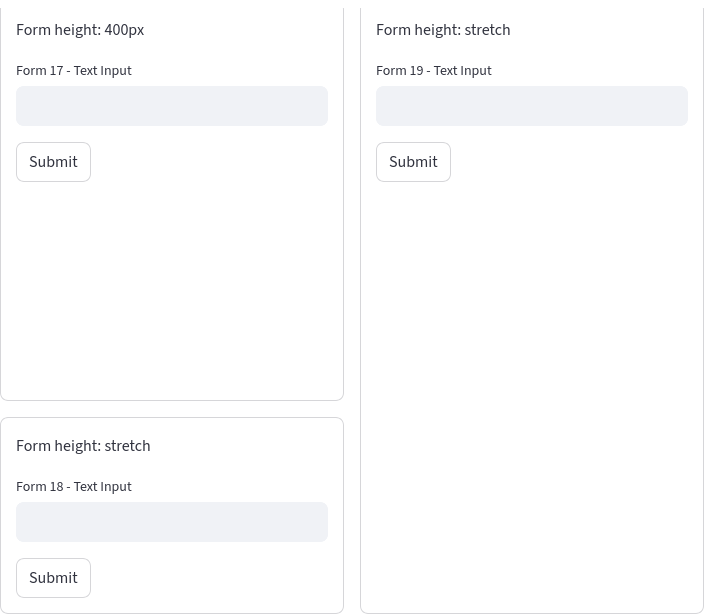 Form height: 400px
Form 17 - Text Input
Submit
Form height: stretch
Form 18 - Text Input
Submit
Form height: stretch
Form 19 - Text Input
Submit